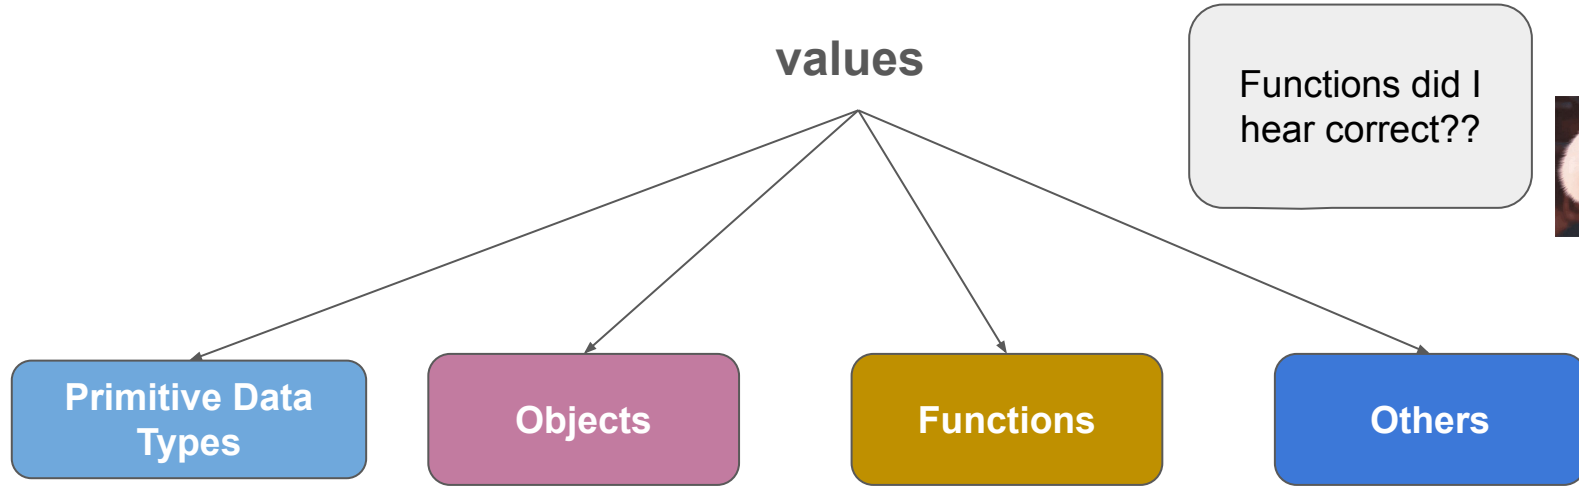 values
Functions did I
hear correct??
Primitive Data
Types
Objects
Functions
Others